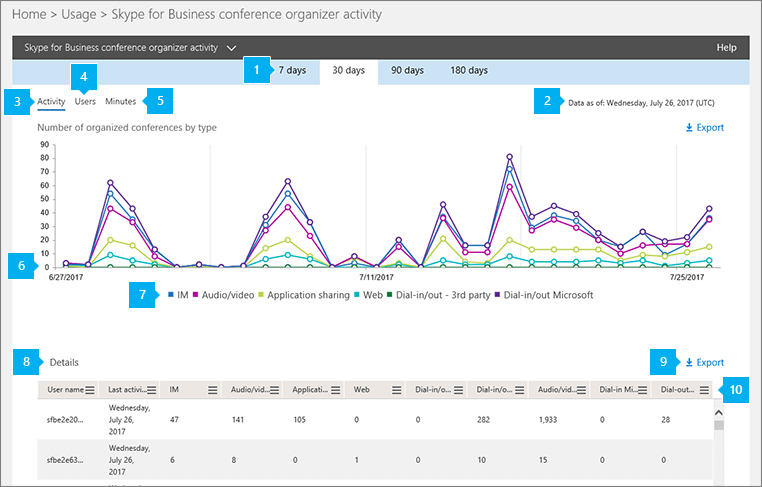 Home > Usage > Skype for Business conference organizer activity
Skype for Business conference organizer activity Help
1 7 days 30 days 90 days 180 days
4
3 Activity Users Minutes 5
2 Data as of: Wednesday, July 26, 2017 (UTC)
Number of organized conferences by type Export
90
80
70
60
50
40
30
20
10
0
6
6/27/2017 7/11/2017 7/25/2017
7 IM Audio/video Application sharing Web Dial-in/out - 3rd party Dial-in/out Microsoft
8 Details 9 Export
User name Last activi... IM Audio/vid... Applicati... Web Dial-in/o... Dial-in/o... Audio/vid... Dial-in Mi... Dial-out... 10
sfbe2e20... Wednesday, July 26, 2017 47 141 105 0 0 282 1,933 0 28
sfbe2e63... Wednesday, July 26, 2017 6 8 0 1 0 10 15 0 0